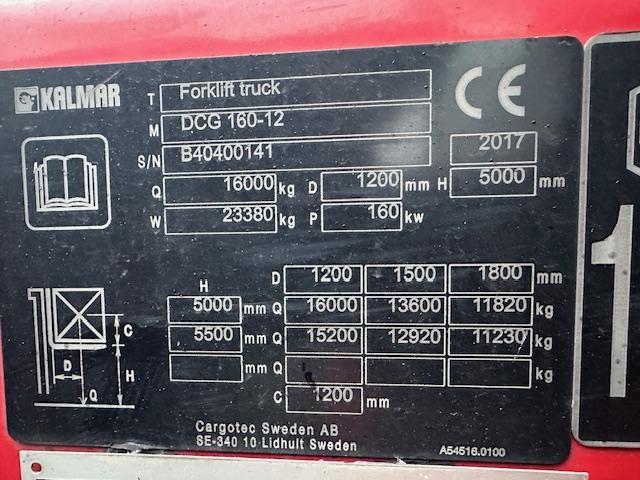 KALMAR
T Forklift truck
CE
M DCG 160-12
S/N B40400141 2017
Q 16000 kg D 1200 mm H 5000 mm
W 23380 kg P 160 kw
H D 1200 1500 1800 mm
5000 mm Q 16000 13600 11820 kg
5500 mm Q 15200 12920 11230 kg
mm Q kg
C 1200 mm
C
D H
Q
Cargotec Sweden AB
SE-340 10 Lidhult Sweden
A54516.0100
1